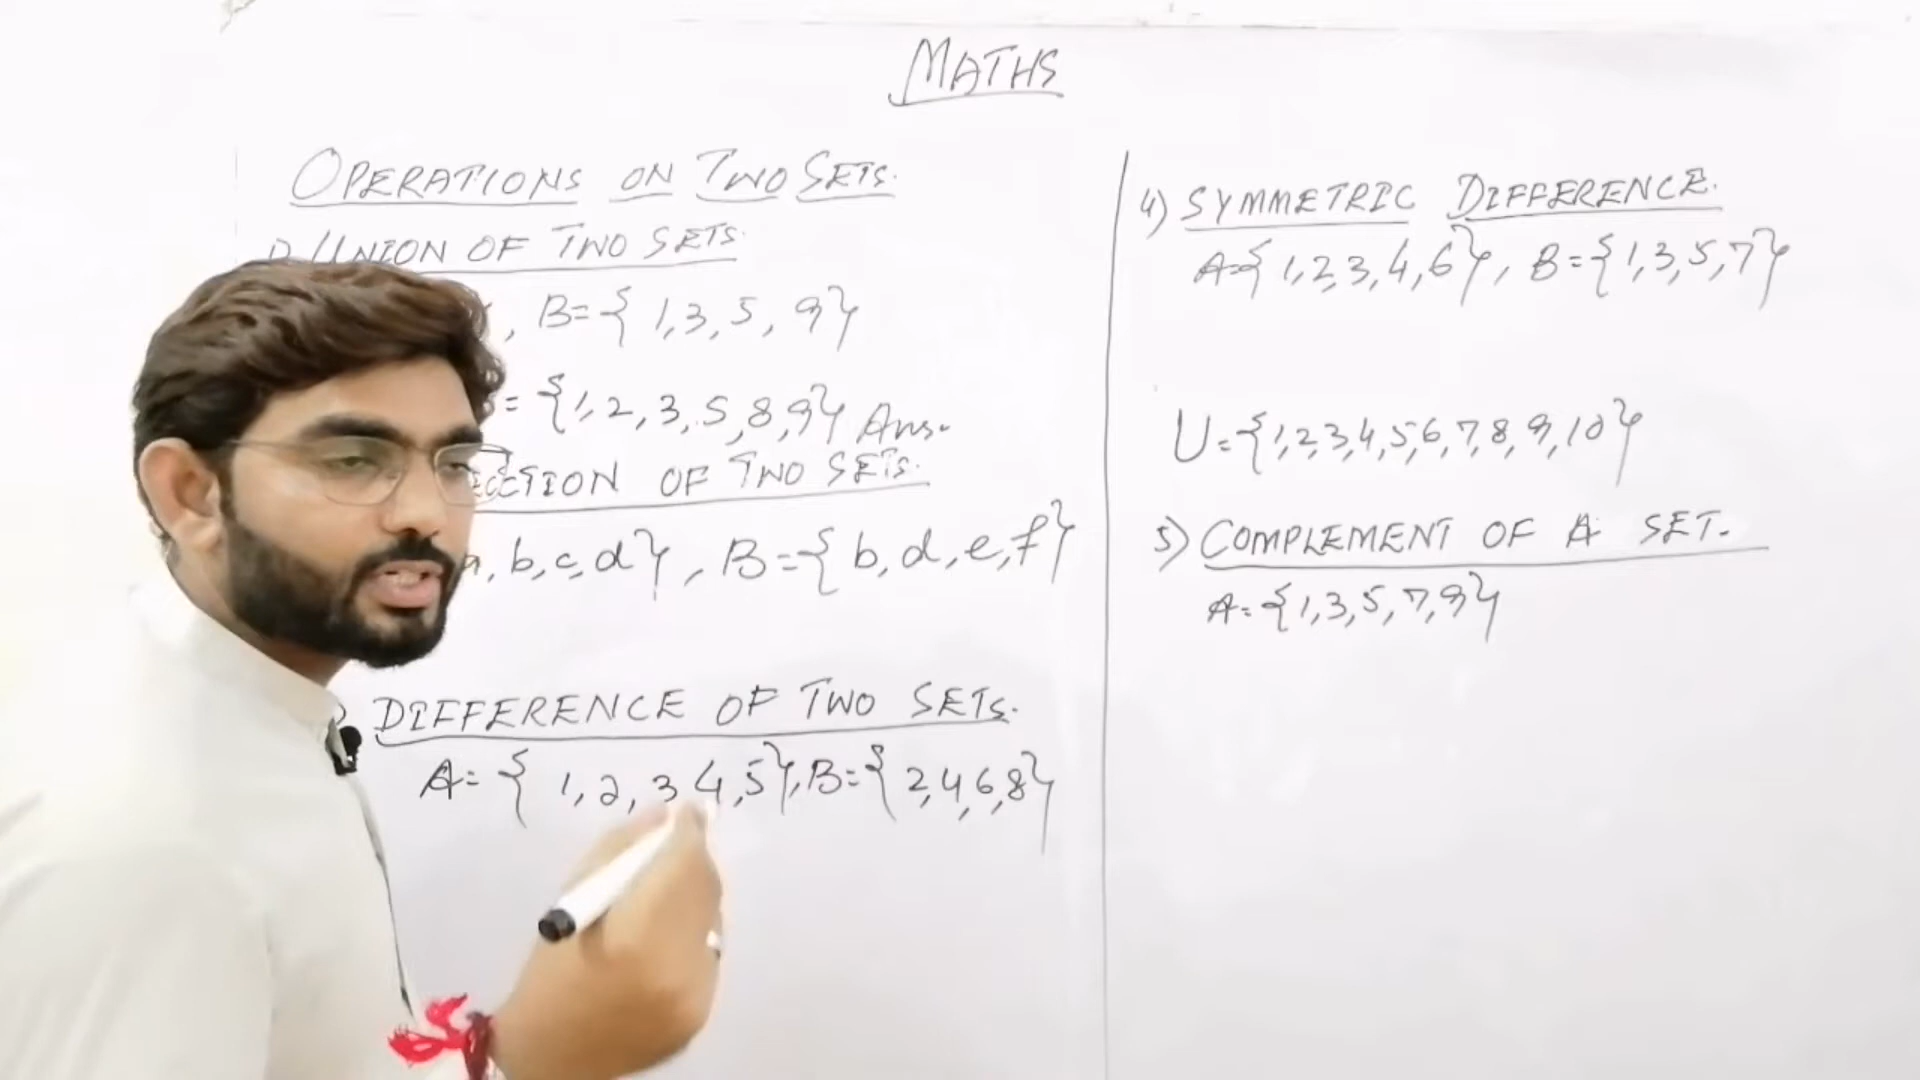 MATHS
OPERATIONS ON TWO SETS.
1) UNION OF TWO SETS.
, B={ 1,3,5, 9}
= {1,2,3,5,8,9} Ans.
ECTION OF TWO SETS.
a, b,c,d}, B={ b,d,e,f}
DIFFERENCE OF TWO SETS.
A= { 1,2,3 4,5}, B={ 2,4,6,8}
4) SYMMETRIC DIFFERENCE.
A={ 1,2,3,4,6}, B={1,3,5,7}
U={1,2,3,4,5,6,7,8,9,10}
5) COMPLEMENT OF A SET.
A={1,3,5,7,9}